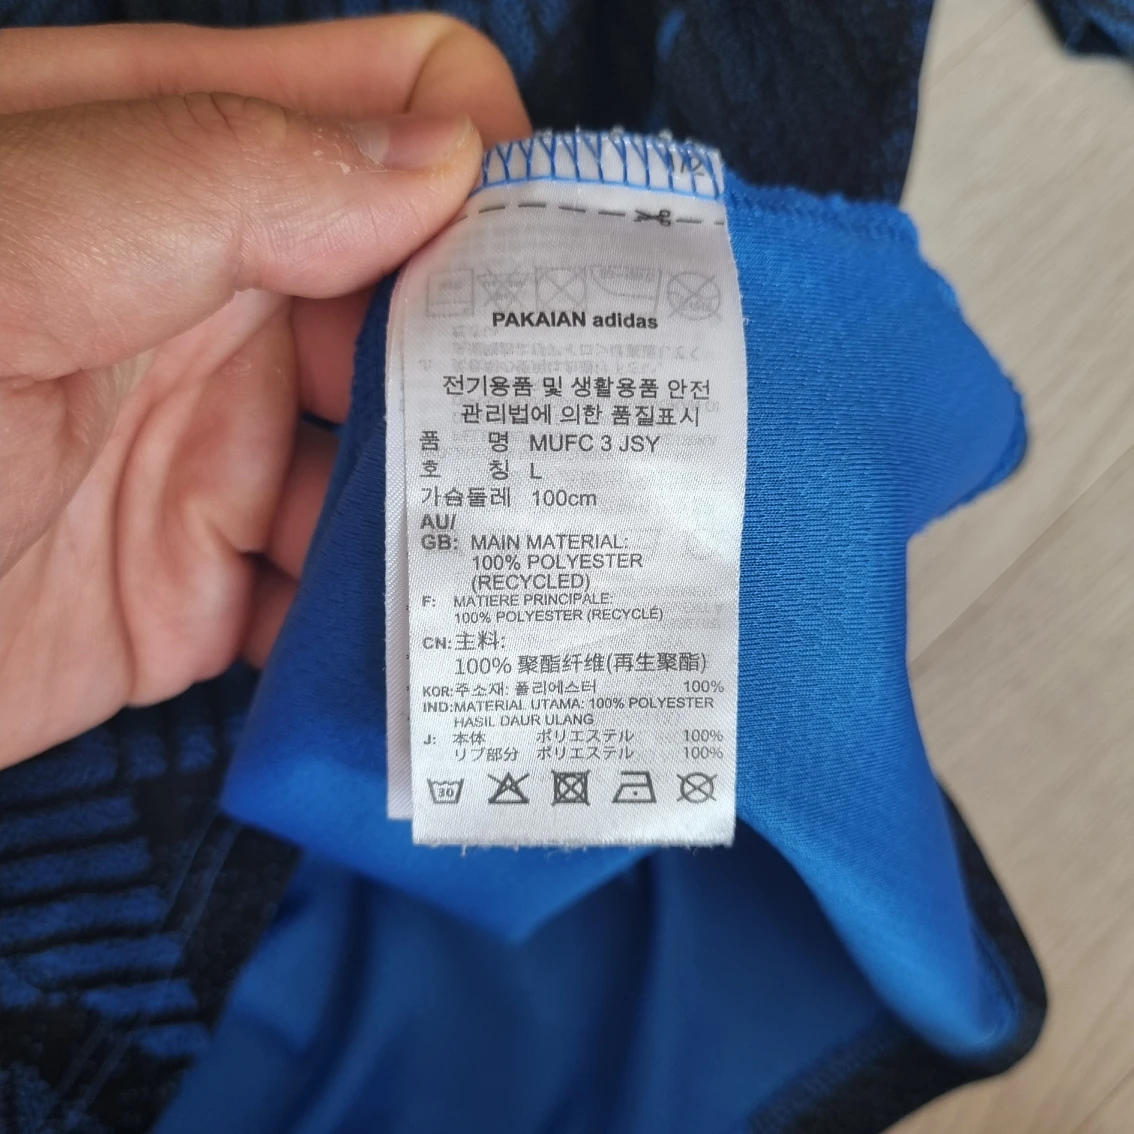 1/2
PAKAIAN adidas
전기용품 및 생활용품 안전
관리법에 의한 품질표시
품 명 MUFC 3 JSY
호 칭 L
가슴둘레 100cm
AU/
GB: MAIN MATERIAL:
100% POLYESTER
(RECYCLED)
F: MATIERE PRINCIPALE:
100% POLYESTER (RECYCLÉ)
CN: 主料:
100% 聚酯纤维(再生聚酯)
KOR: 주소재: 폴리에스터 100%
IND: MATERIAL UTAMA: 100% POLYESTER
HASIL DAUR ULANG
J: 本体 ポリエステル 100%
リブ部分 ポリエステル 100%
30